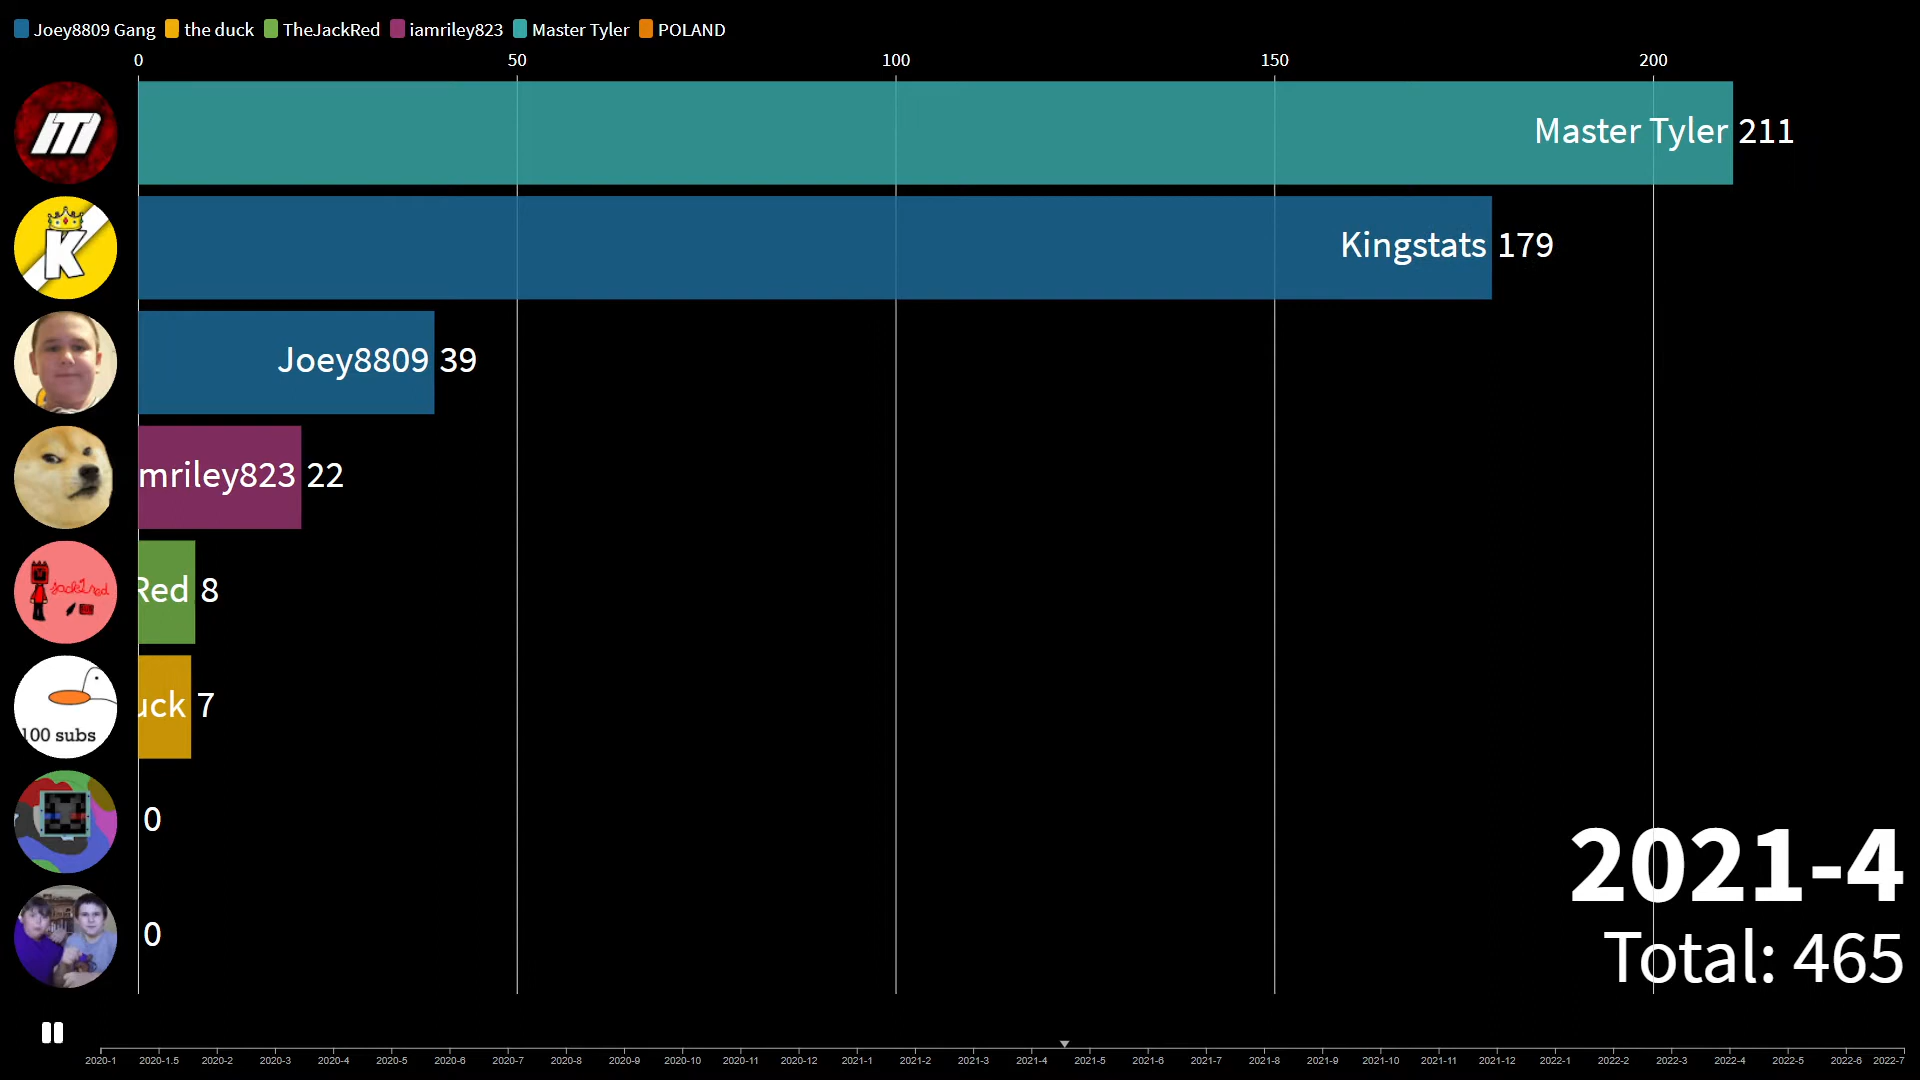 Joey8809 Gang the duck TheJackRed iamriley823 Master Tyler POLAND
0 50 100 150 200
Master Tyler 211
K
Kingstats 179
Joey8809 39
mriley823 22
jack1red
Red 8
uck 7
100 subs
0
0
2021-4
Total: 465
2020-1 2020-1.5 2020-2 2020-3 2020-4 2020-5 2020-6 2020-7 2020-8 2020-9 2020-10 2020-11 2020-12 2021-1 2021-2 2021-3 2021-4 2021-5 2021-6 2021-7 2021-8 2021-9 2021-10 2021-11 2021-12 2022-1 2022-2 2022-3 2022-4 2022-5 2022-6 2022-7